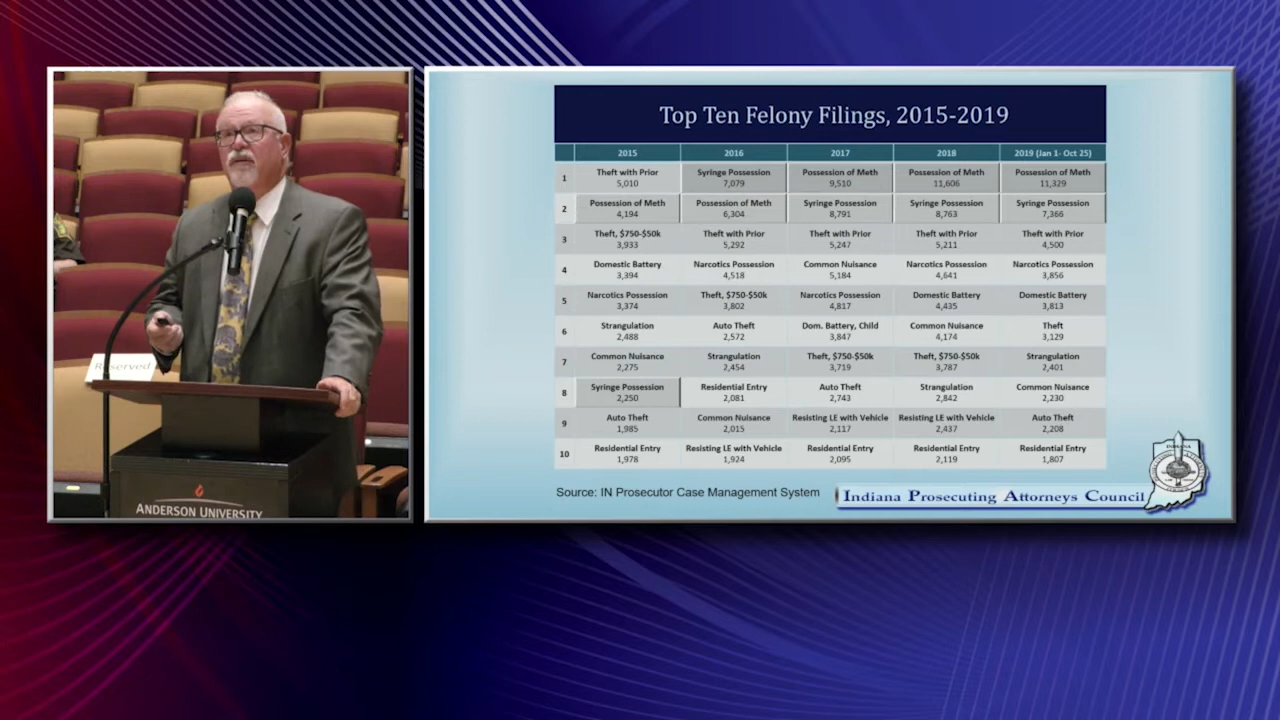 Reserved
ANDERSON UNIVERSITY
Top Ten Felony Filings, 2015-2019
2015 2016 2017 2018 2019 (Jan 1- Oct 25)
1 Theft with Prior Syringe Possession Possession of Meth Possession of Meth Possession of Meth
5,010 7,079 9,510 11,606 11,329
2 Possession of Meth Possession of Meth Syringe Possession Syringe Possession Syringe Possession
4,194 6,304 8,791 8,763 7,366
3 Theft, $750-$50k Theft with Prior Theft with Prior Theft with Prior Theft with Prior
3,933 5,292 5,247 5,211 4,500
4 Domestic Battery Narcotics Possession Common Nuisance Narcotics Possession Narcotics Possession
3,394 4,518 5,184 4,641 3,856
5 Narcotics Possession Theft, $750-$50k Narcotics Possession Domestic Battery Domestic Battery
3,374 3,802 4,817 4,435 3,813
6 Strangulation Auto Theft Dom. Battery, Child Common Nuisance Theft
2,488 2,572 3,847 4,174 3,129
7 Common Nuisance Strangulation Theft, $750-$50k Theft, $750-$50k Strangulation
2,275 2,454 3,719 3,787 2,401
8 Syringe Possession Residential Entry Auto Theft Strangulation Common Nuisance
2,250 2,081 2,743 2,842 2,230
9 Auto Theft Common Nuisance Resisting LE with Vehicle Resisting LE with Vehicle Auto Theft
1,985 2,015 2,117 2,437 2,208
10 Residential Entry Resisting LE with Vehicle Residential Entry Residential Entry Residential Entry
1,978 1,924 2,095 2,119 1,807
Source: IN Prosecutor Case Management System
Indiana Prosecuting Attorneys Council
INDIANA